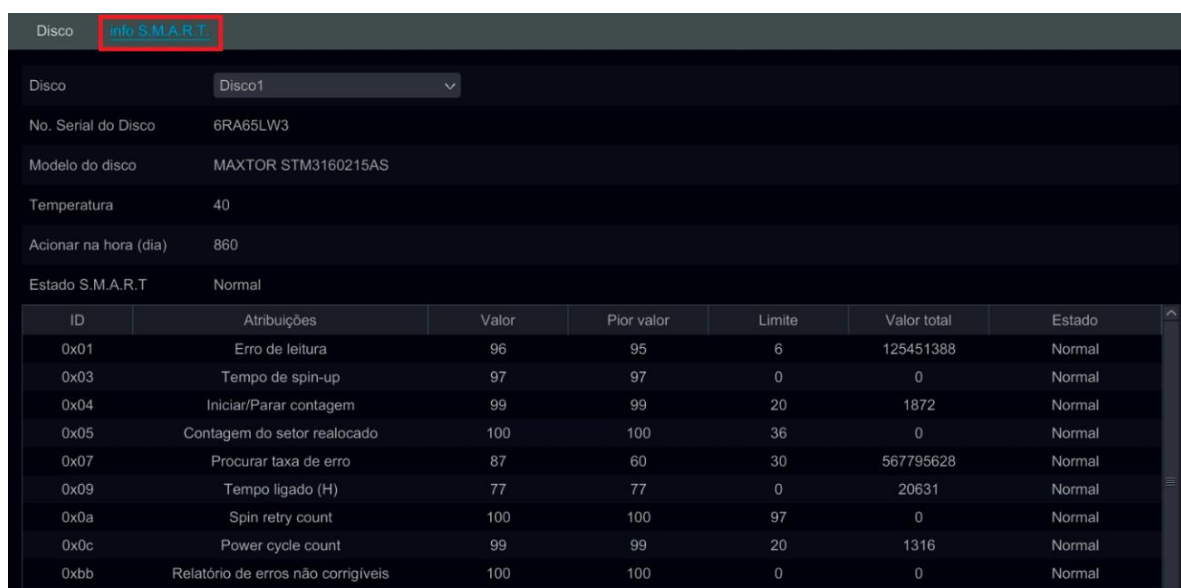 Disco info S.M.A.R.T.
Disco Disco1
No. Serial do Disco 6RA65LW3
Modelo do disco MAXTOR STM3160215AS
Temperatura 40
Acionar na hora (dia) 860
Estado S.M.A.R.T Normal
ID Atribuições Valor Pior valor Limite Valor total Estado
0x01 Erro de leitura 96 95 6 125451388 Normal
0x03 Tempo de spin-up 97 97 0 0 Normal
0x04 Iniciar/Parar contagem 99 99 20 1872 Normal
0x05 Contagem do setor realocado 100 100 36 0 Normal
0x07 Procurar taxa de erro 87 60 30 567795628 Normal
0x09 Tempo ligado (H) 77 77 0 20631 Normal
0x0a Spin retry count 100 100 97 0 Normal
0x0c Power cycle count 99 99 20 1316 Normal
0xbb Relatório de erros não corrigíveis 100 100 0 0 Normal